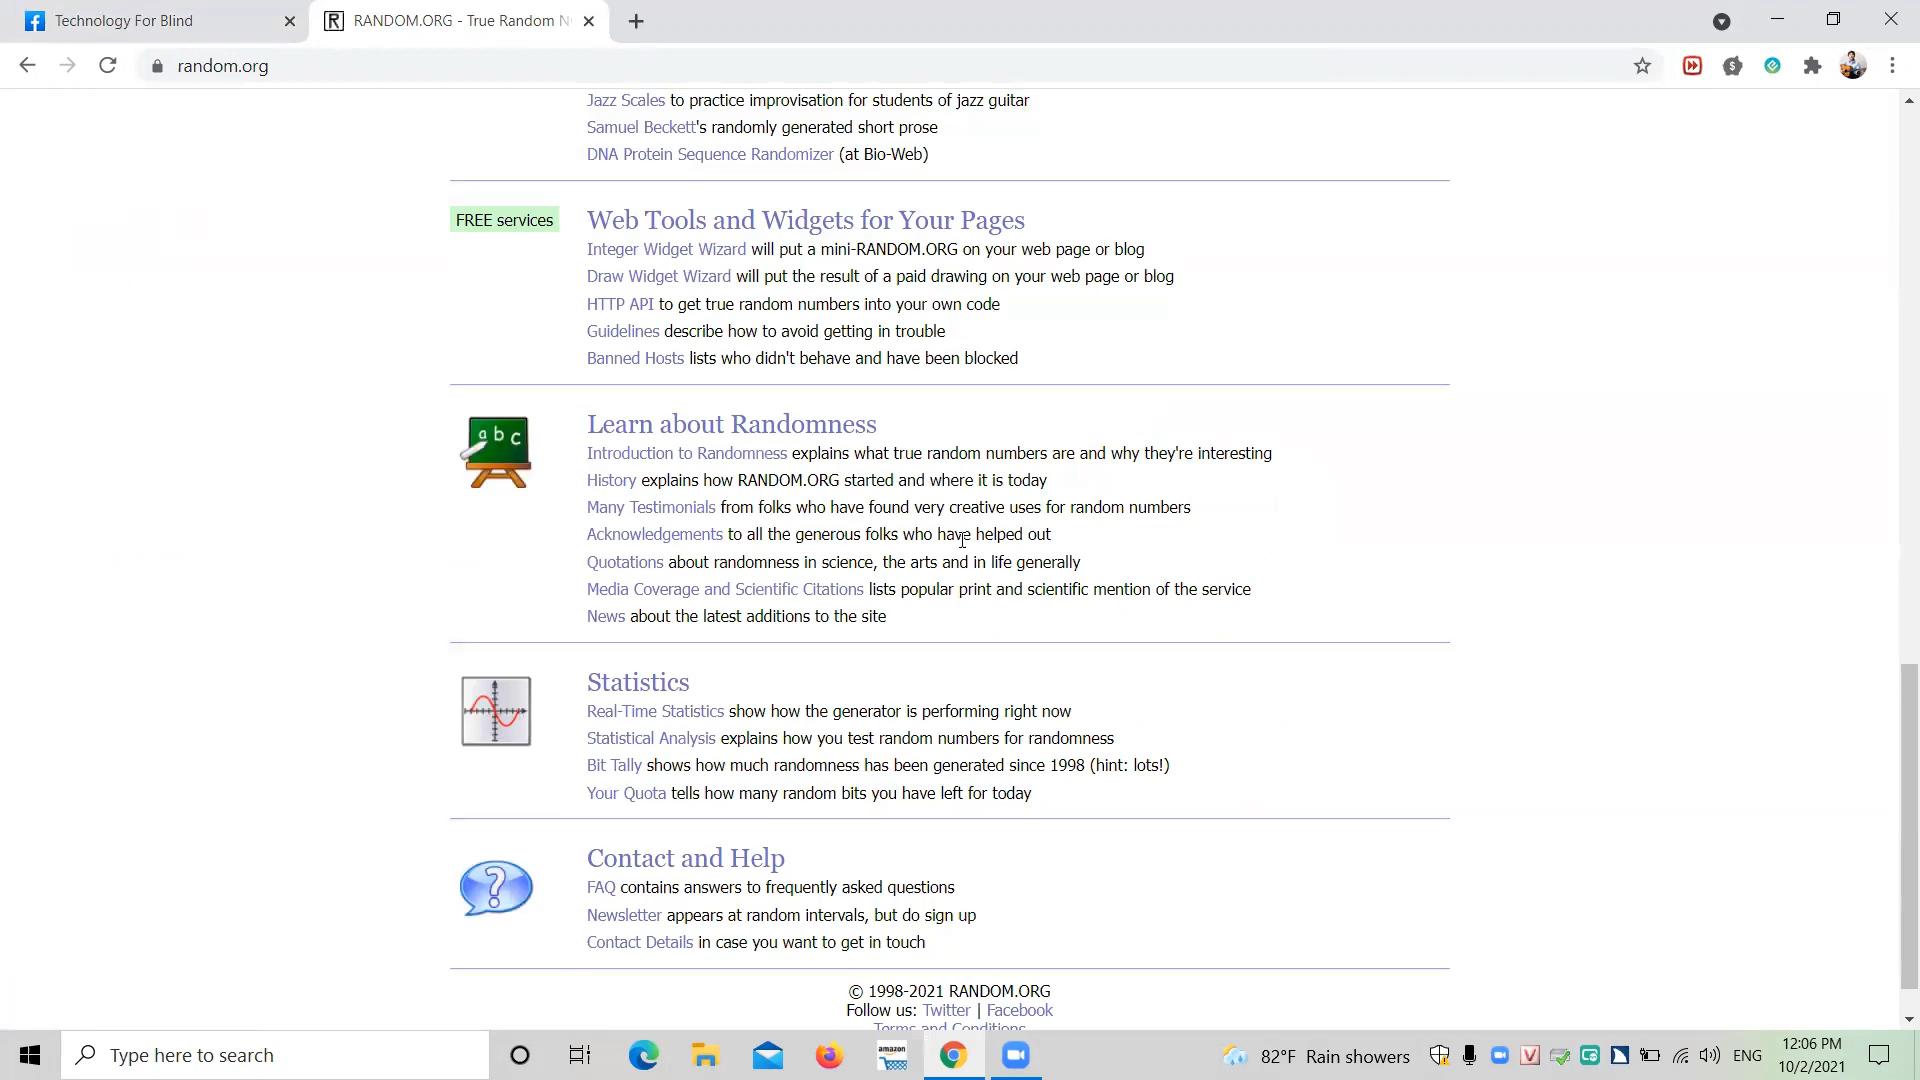 Technology For Blind
RANDOM.ORG - True Random N
random.org
Jazz Scales to practice improvisation for students of jazz guitar
Samuel Beckett's randomly generated short prose
DNA Protein Sequence Randomizer (at Bio-Web)
FREE services
Web Tools and Widgets for Your Pages
Integer Widget Wizard will put a mini-RANDOM.ORG on your web page or blog
Draw Widget Wizard will put the result of a paid drawing on your web page or blog
HTTP API to get true random numbers into your own code
Guidelines describe how to avoid getting in trouble
Banned Hosts lists who didn't behave and have been blocked
a b c
Learn about Randomness
Introduction to Randomness explains what true random numbers are and why they're interesting
History explains how RANDOM.ORG started and where it is today
Many Testimonials from folks who have found very creative uses for random numbers
Acknowledgements to all the generous folks who have helped out
Quotations about randomness in science, the arts and in life generally
Media Coverage and Scientific Citations lists popular print and scientific mention of the service
News about the latest additions to the site
Statistics
Real-Time Statistics show how the generator is performing right now
Statistical Analysis explains how you test random numbers for randomness
Bit Tally shows how much randomness has been generated since 1998 (hint: lots!)
Your Quota tells how many random bits you have left for today
Contact and Help
FAQ contains answers to frequently asked questions
Newsletter appears at random intervals, but do sign up
Contact Details in case you want to get in touch
© 1998-2021 RANDOM.ORG
Follow us: Twitter | Facebook
Terms and Conditions
Type here to search
amazon
82°F Rain showers
ENG
12:06 PM
10/2/2021